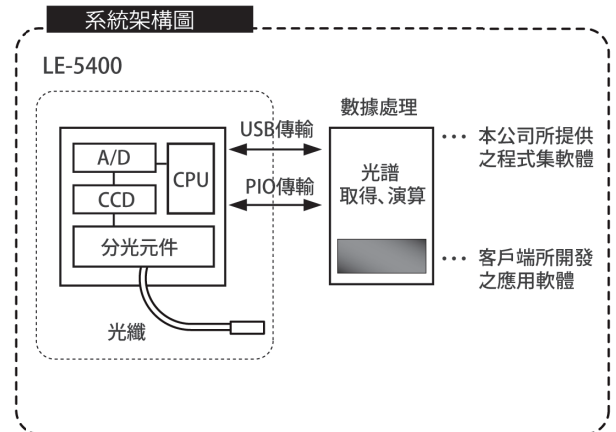 系統架構圖
LE-5400
A/D
CCD
CPU
分光元件
光纖
USB傳輸
PIO傳輸
數據處理
光譜
取得、演算
··· 本公司所提供
之程式集軟體
··· 客戶端所開發
之應用軟體